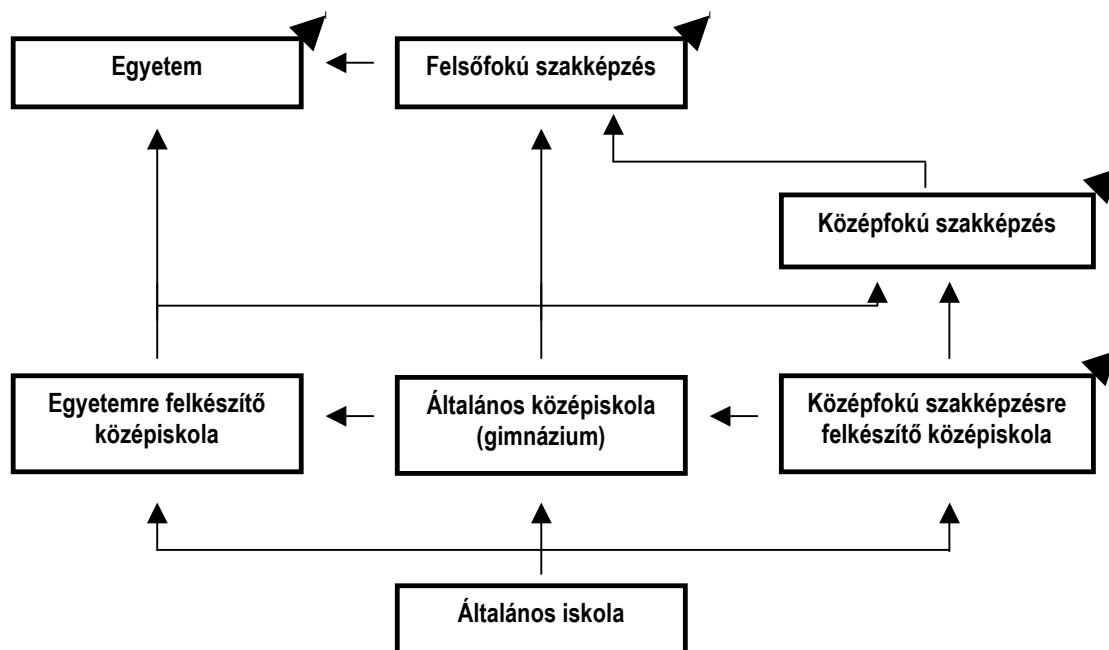 Egyetem
Felsőfokú szakképzés
Középfokú szakképzés
Egyetemre felkészítő
középiskola
Általános középiskola
(gimnázium)
Középfokú szakképzésre
felkészítő középiskola
Általános iskola